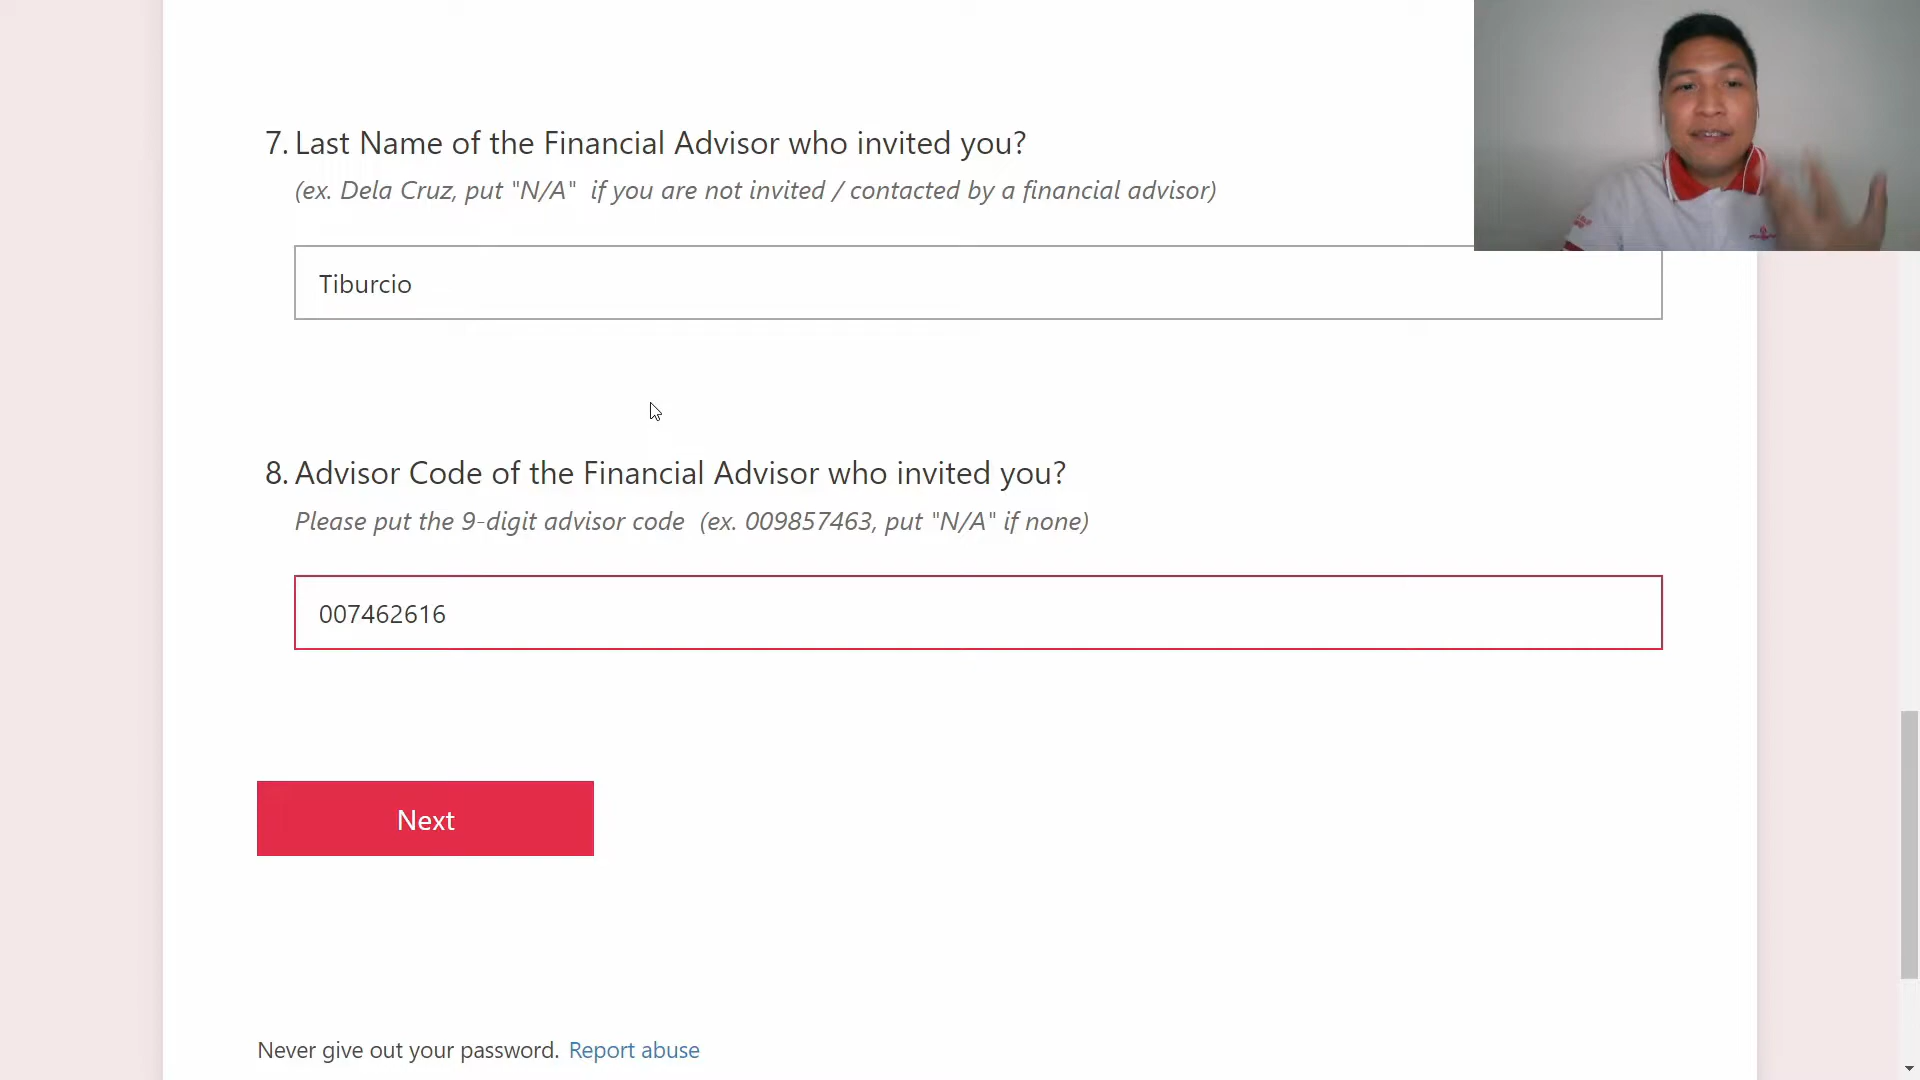 7. Last Name of the Financial Advisor who invited you?
(ex. Dela Cruz, put "N/A"  if you are not invited / contacted by a financial advisor)
Tiburcio
8. Advisor Code of the Financial Advisor who invited you?
Please put the 9-digit advisor code  (ex. 009857463, put "N/A" if none)
007462616
Next
Never give out your password. Report abuse